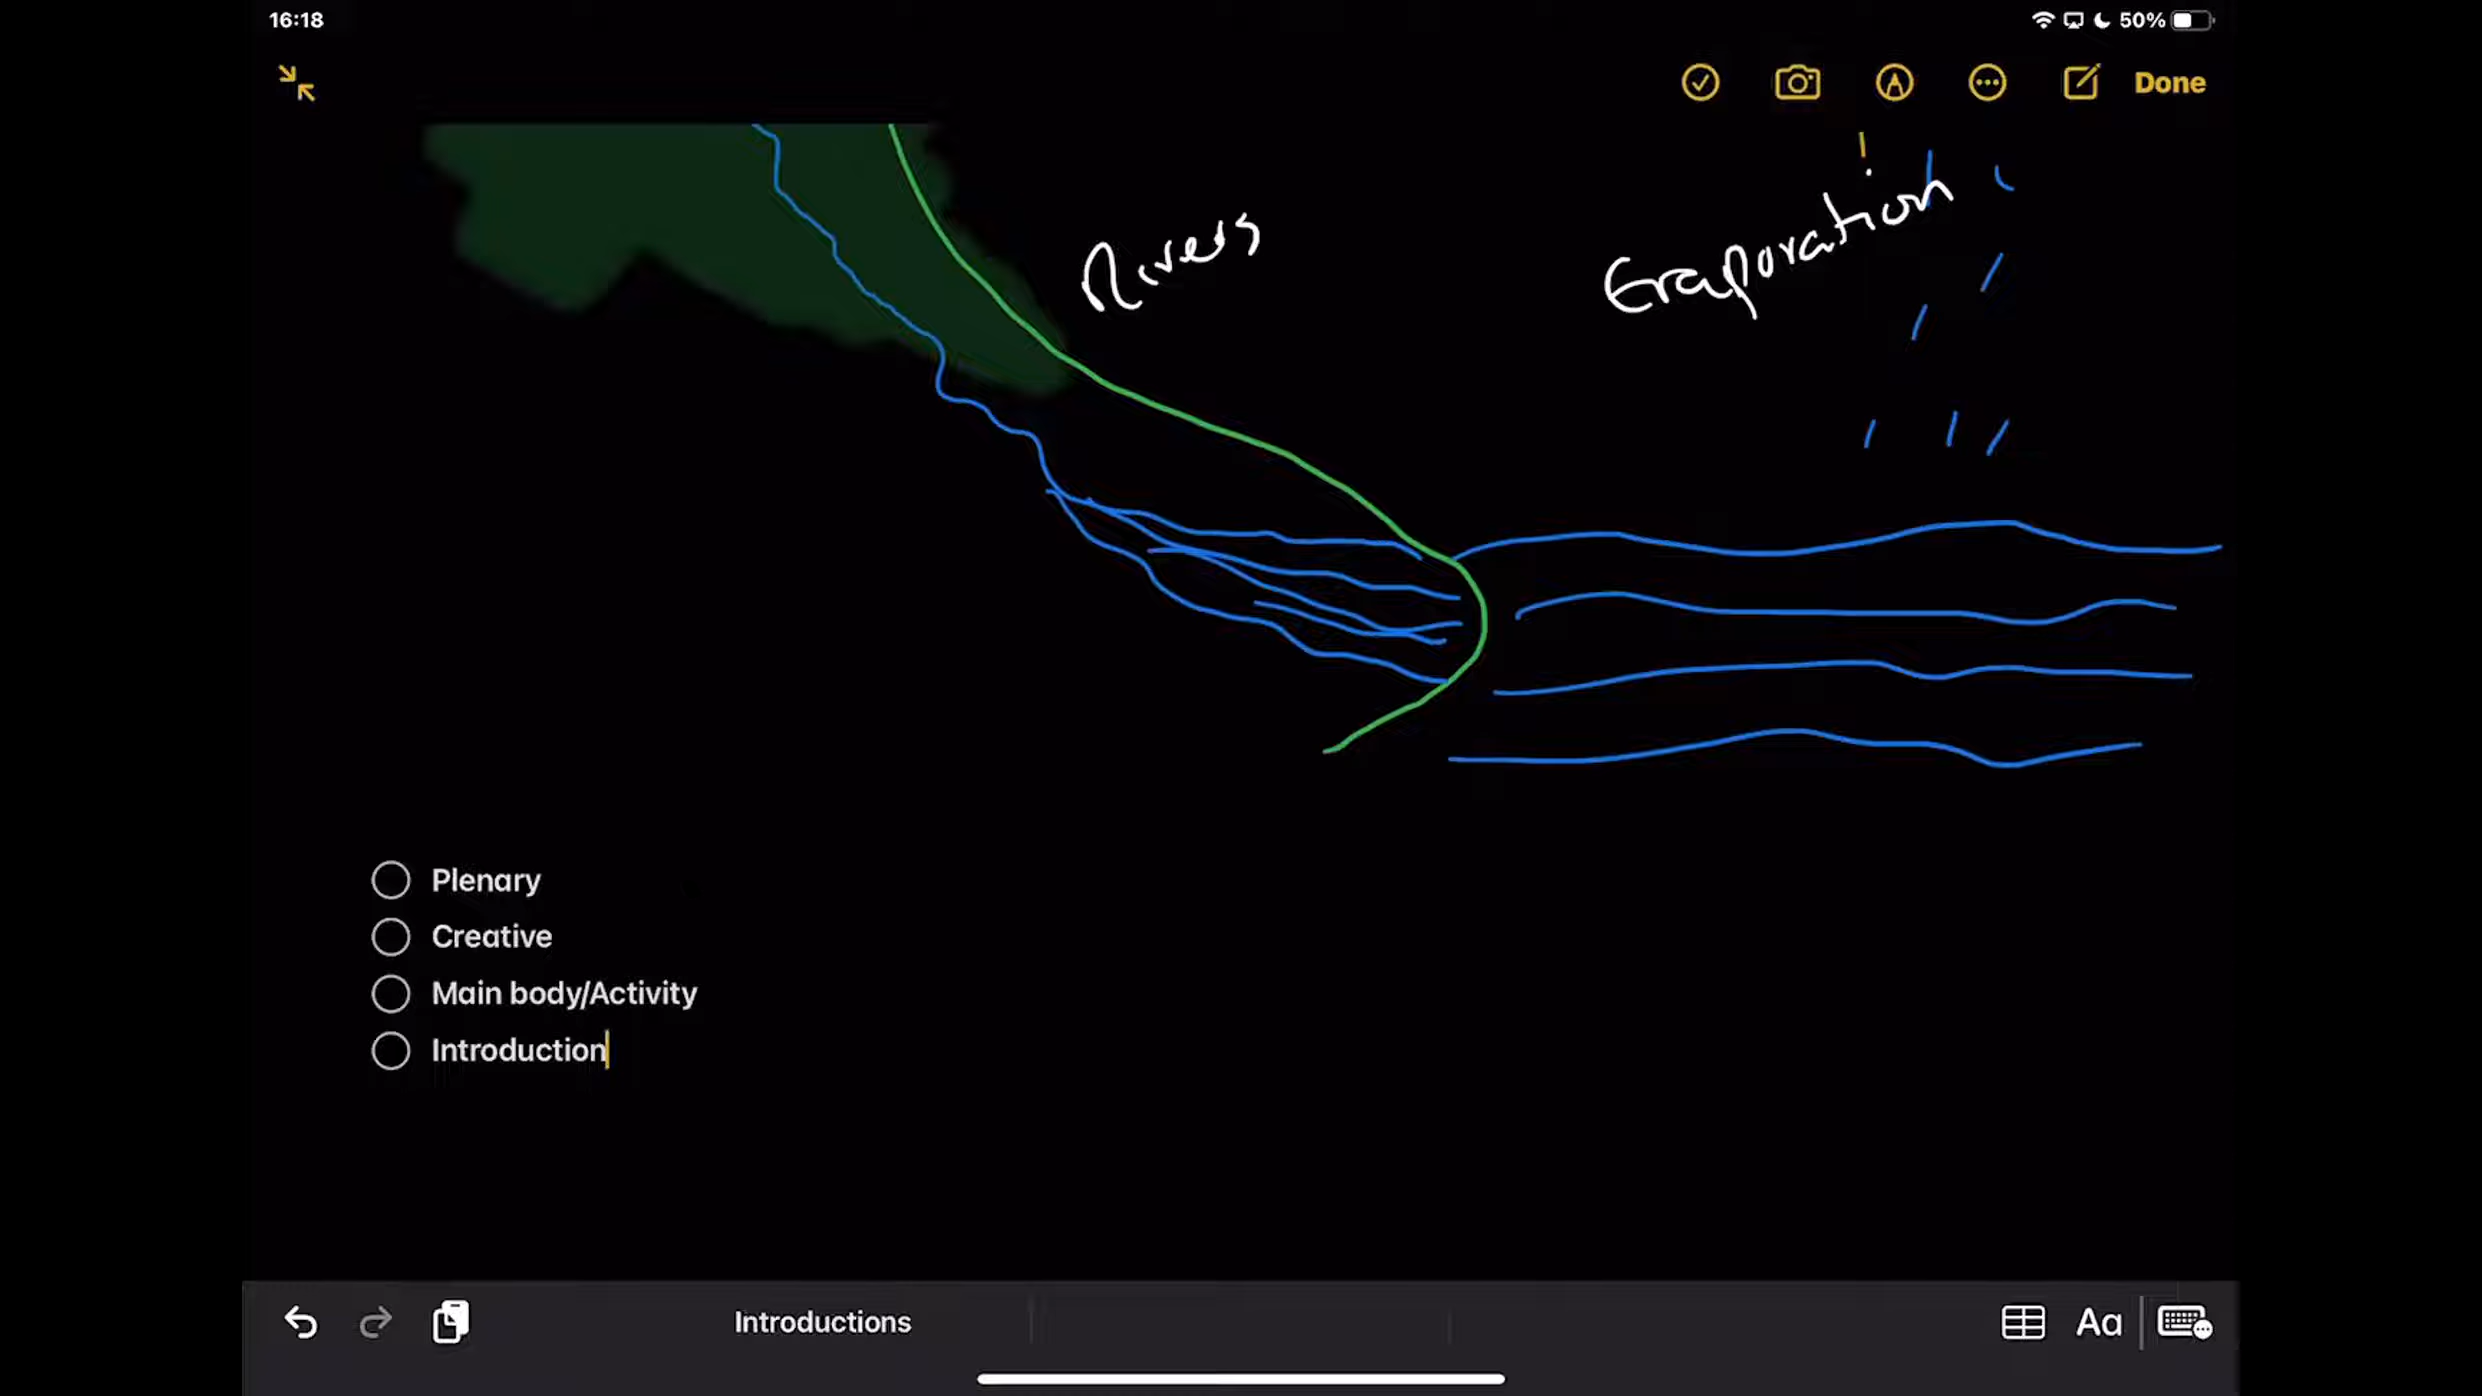 16:18
50%
Done
Rivers
Evaporation
Plenary
Creative
Main body/Activity
Introduction
Introductions
Aa